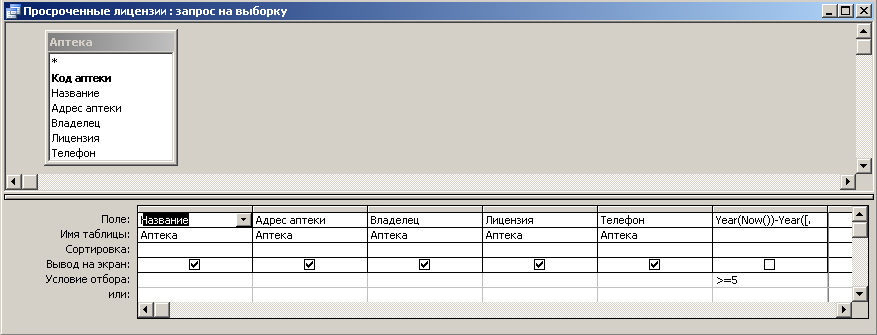 Просроченные лицензии : запрос на выборку
Аптека
*
Код аптеки
Название
Адрес аптеки
Владелец
Лицензия
Телефон
Поле: Название Адрес аптеки Владелец Лицензия Телефон Year(Now())-Year([
Имя таблицы: Аптека Аптека Аптека Аптека Аптека
Сортировка:
Вывод на экран:
Условие отбора: >=5
или: